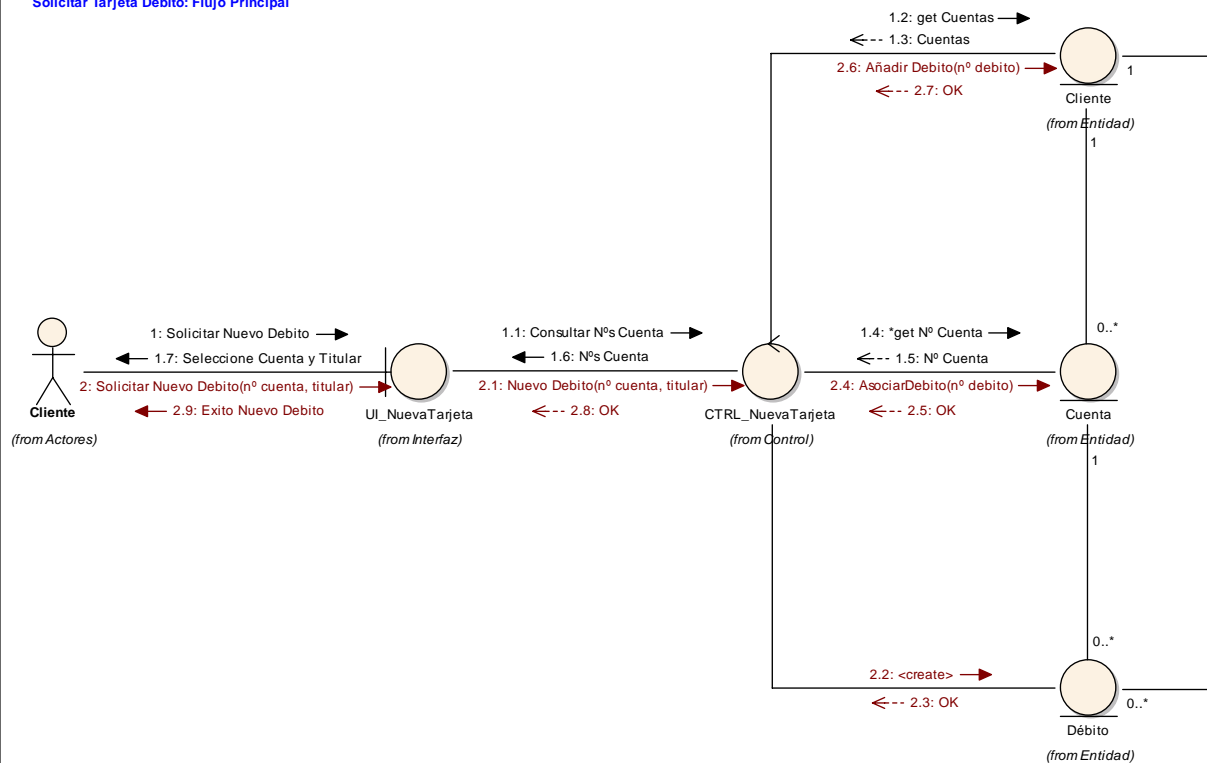 Solicitar Tarjeta Debito: Flujo Principal
1.2: get Cuentas
1.3: Cuentas
2.6: Añadir Debito(nº debito)
2.7: OK
1
Cliente
(from Entidad)
1
1: Solicitar Nuevo Debito
1.7: Seleccione Cuenta y Titular
2: Solicitar Nuevo Debito(nº cuenta, titular)
2.9: Exito Nuevo Debito
Cliente
(from Actores)
UI_NuevaTarjeta
(from Interfaz)
1.1: Consultar Nºs Cuenta
1.6: Nºs Cuenta
2.1: Nuevo Debito(nº cuenta, titular)
2.8: OK
CTRL_NuevaTarjeta
(from Control)
1.4: *get Nº Cuenta
1.5: Nº Cuenta
2.4: AsociarDebito(nº debito)
2.5: OK
0..*
Cuenta
(from Entidad)
1
0..*
2.2: <create>
2.3: OK
0..*
Débito
(from Entidad)